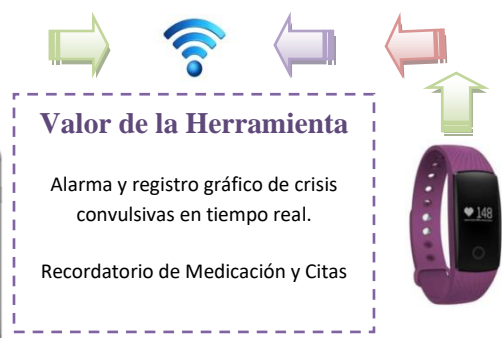 Valor de la Herramienta
Alarma y registro gráfico de crisis
convulsivas en tiempo real.
Recordatorio de Medicación y Citas
148